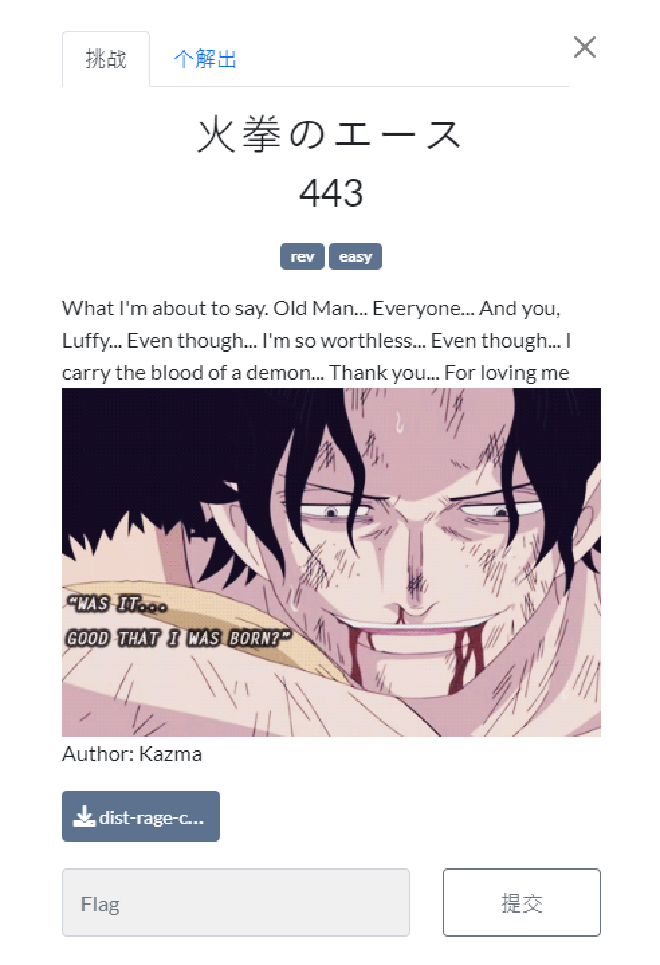 挑战
个解出
火拳のエース
443
rev easy
What I'm about to say. Old Man... Everyone... And you,
Luffy... Even though... I'm so worthless... Even though... I
carry the blood of a demon... Thank you... For loving me
“WAS IT...
GOOD THAT I WAS BORN?”
Author: Kazma
dist-rage-c...
Flag
提交